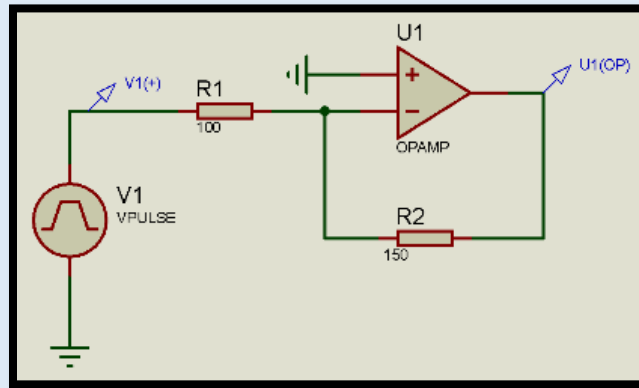 U1
V1(+)
U1(OP)
R1
+
100
−
OPAMP
V1
VPULSE
R2
150